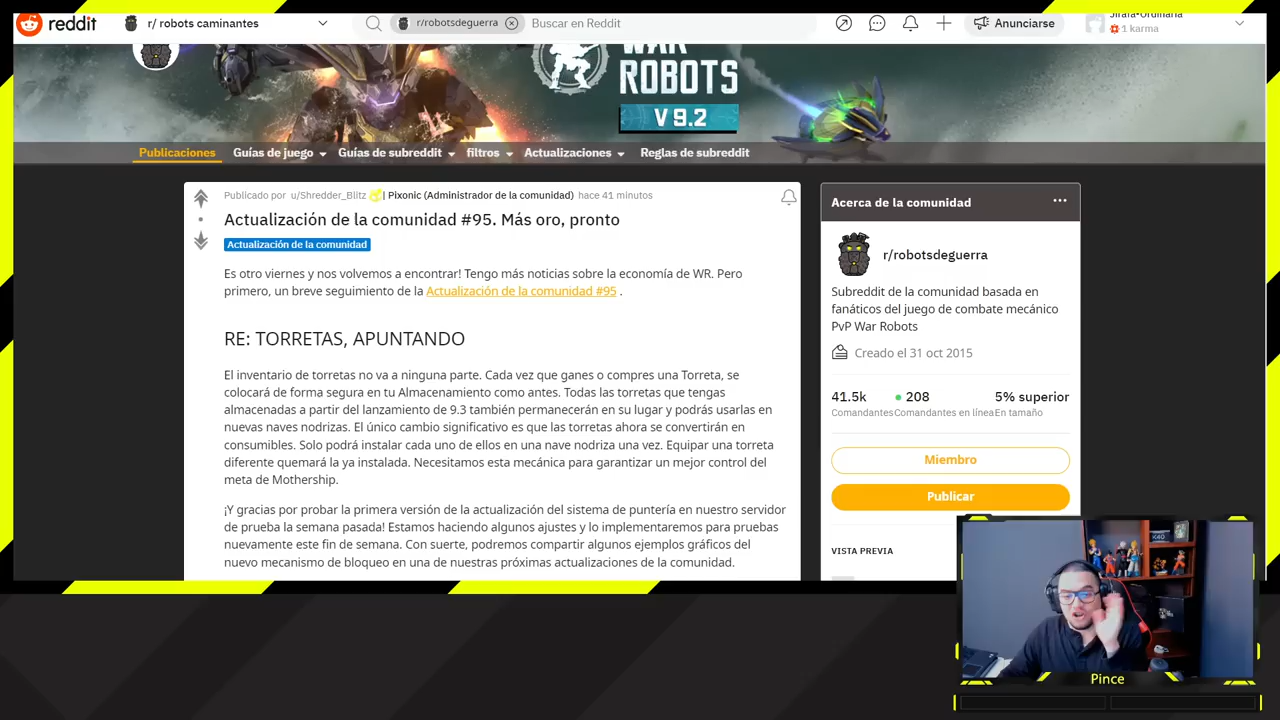 reddit
r/ robots caminantes
r/robotsdeguerra
Buscar en Reddit
Anunciarse
Jirafa-Ordinaria
1 karma
WAR
ROBOTS
V 9.2
Publicaciones
Guías de juego
Guías de subreddit
filtros
Actualizaciones
Reglas de subreddit
Publicado por u/Shredder_Blitz | Pixonic (Administrador de la comunidad) hace 41 minutos
Actualización de la comunidad #95. Más oro, pronto
Actualización de la comunidad
Es otro viernes y nos volvemos a encontrar! Tengo más noticias sobre la economía de WR. Pero
primero, un breve seguimiento de la Actualización de la comunidad #95 .
RE: TORRETAS, APUNTANDO
El inventario de torretas no va a ninguna parte. Cada vez que ganes o compres una Torreta, se
colocará de forma segura en tu Almacenamiento como antes. Todas las torretas que tengas
almacenadas a partir del lanzamiento de 9.3 también permanecerán en su lugar y podrás usarlas en
nuevas naves nodrizas. El único cambio significativo es que las torretas ahora se convertirán en
consumibles. Solo podrá instalar cada uno de ellos en una nave nodriza una vez. Equipar una torreta
diferente quemará la ya instalada. Necesitamos esta mecánica para garantizar un mejor control del
meta de Mothership.
¡Y gracias por probar la primera versión de la actualización del sistema de puntería en nuestro servidor
de prueba la semana pasada! Estamos haciendo algunos ajustes y lo implementaremos para pruebas
nuevamente este fin de semana. Con suerte, podremos compartir algunos ejemplos gráficos del
nuevo mecanismo de bloqueo en una de nuestras próximas actualizaciones de la comunidad.
Acerca de la comunidad
r/robotsdeguerra
Subreddit de la comunidad basada en
fanáticos del juego de combate mecánico
PvP War Robots
Creado el 31 oct 2015
41.5k 208 5% superior
Comandantes Comandantes en línea En tamaño
Miembro
Publicar
VISTA PREVIA
Pince